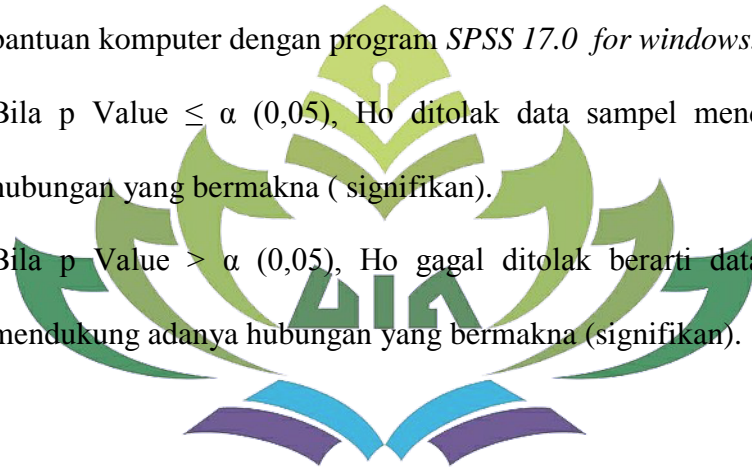 bantuan komputer dengan program SPSS 17.0 for windows.
Bila p Value ≤ α (0,05), Ho ditolak data sampel
hubungan yang bermakna ( signifikan).
Bila p Value > α (0,05), Ho gagal ditolak berarti data
mendukung adanya hubungan yang bermakna (signifikan).
UIN